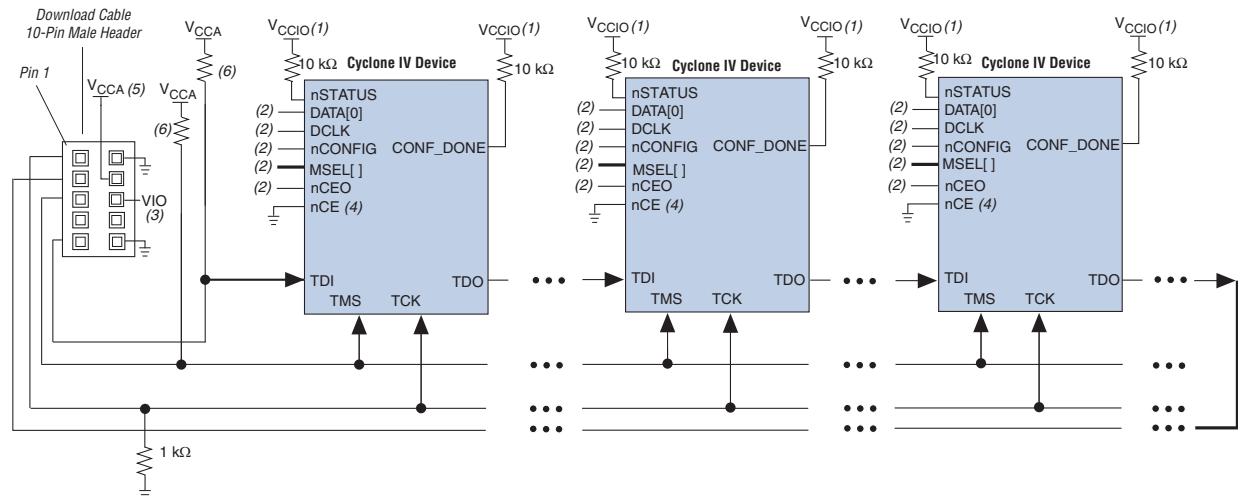 Download Cable
10-Pin Male Header
Pin 1
VCCA (5)
VCCA
(6)
VCCA
(6)
VIO
(3)
1 kΩ
VCCIO (1)
10 kΩ
Cyclone IV Device
VCCIO (1)
10 kΩ
nSTATUS
(2) DATA[0]
(2) DCLK
(2) nCONFIG
CONF_DONE
(2) MSEL[ ]
(2) nCEO
nCE (4)
TDI
TDO
TMS TCK
VCCIO (1)
10 kΩ
Cyclone IV Device
VCCIO (1)
10 kΩ
nSTATUS
(2) DATA[0]
(2) DCLK
(2) nCONFIG
CONF_DONE
(2) MSEL[ ]
(2) nCEO
nCE (4)
TDI
TDO
TMS TCK
VCCIO (1)
10 kΩ
Cyclone IV Device
VCCIO (1)
10 kΩ
nSTATUS
(2) DATA[0]
(2) DCLK
(2) nCONFIG
CONF_DONE
(2) MSEL[ ]
(2) nCEO
nCE (4)
TDI
TDO
TMS TCK